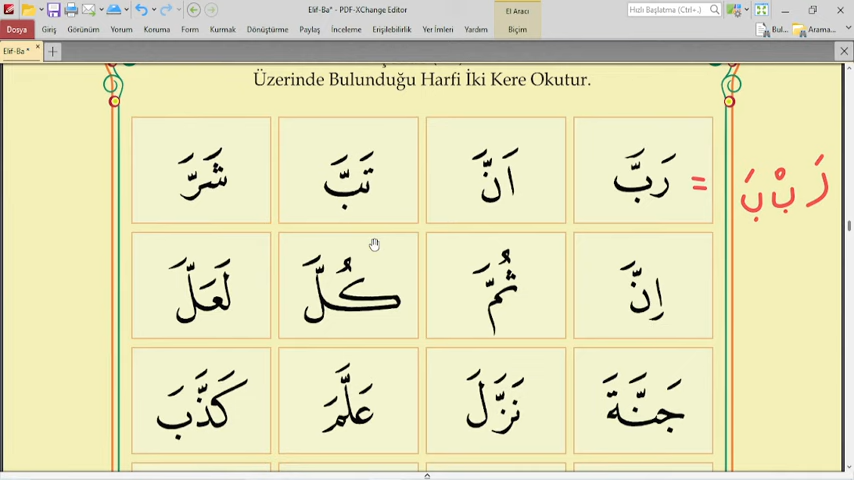 Elif-Ba* - PDF-XChange Editor
El Aracı
Hızlı Başlatma (Ctrl+...)
Dosya Giriş Görünüm Yorum Koruma Form Kurmak Dönüştürme Paylaş İnceleme Erişilebilirlik Yer İmleri Yardım Biçim Bul... Arama...
Elif-Ba *
Üzerinde Bulunduğu Harfi İki Kere Okutur.
رَبَّ اَنَّ تَبَّ شَرَّ
= رَ بْ بَ
اِنَّ ثُمَّ كُلَّ لَعَلَّ
جَنَّةَ نَزَّلَ عَلَّمَ كَذَّبَ